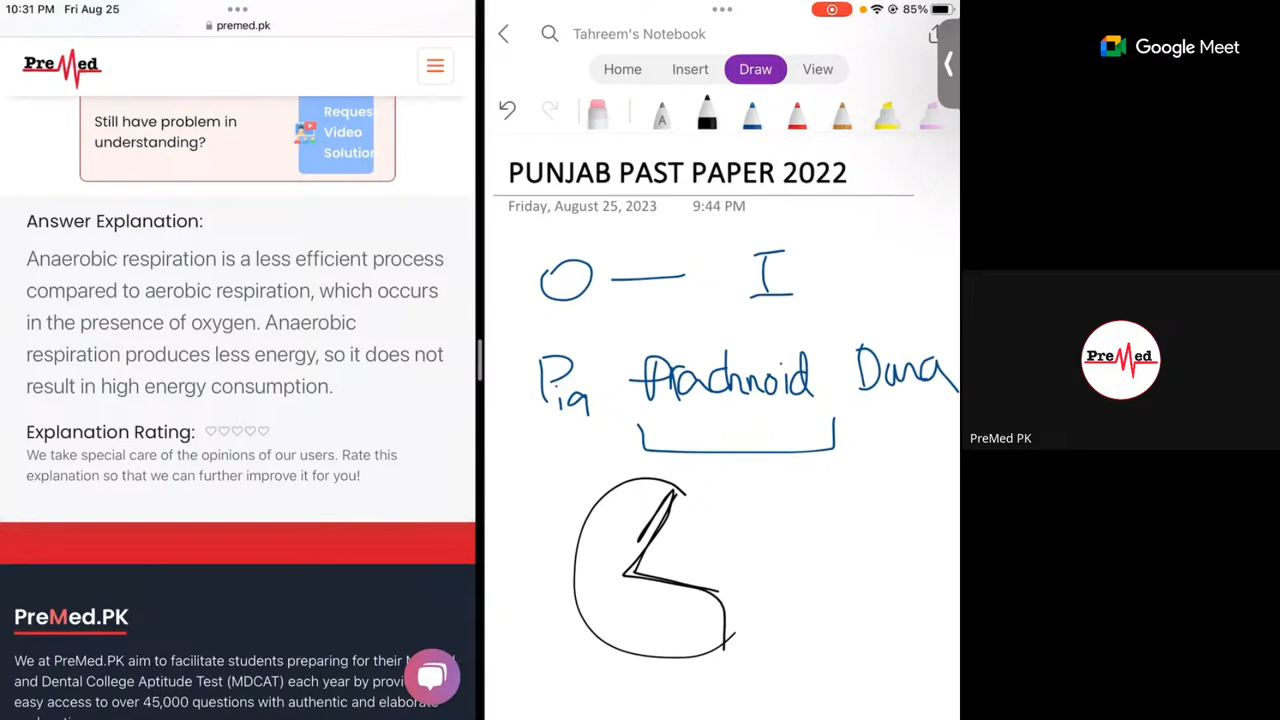 10:31 PM Fri Aug 25
premed.pk
PreMed
Still have problem in
understanding?
Reques
Video
Solution
Answer Explanation:
Anaerobic respiration is a less efficient process
compared to aerobic respiration, which occurs
in the presence of oxygen. Anaerobic
respiration produces less energy, so it does not
result in high energy consumption.
Explanation Rating:
We take special care of the opinions of our users. Rate this
explanation so that we can further improve it for you!
PreMed.PK
We at PreMed.PK aim to facilitate students preparing for their M
and Dental College Aptitude Test (MDCAT) each year by provi
easy access to over 45,000 questions with authentic and elabora
85%
Tahreem's Notebook
Home Insert Draw View
A
PUNJAB PAST PAPER 2022
Friday, August 25, 2023 9:44 PM
O — I
Pia Arachnoid Dura
Google Meet
PreMed
PreMed PK